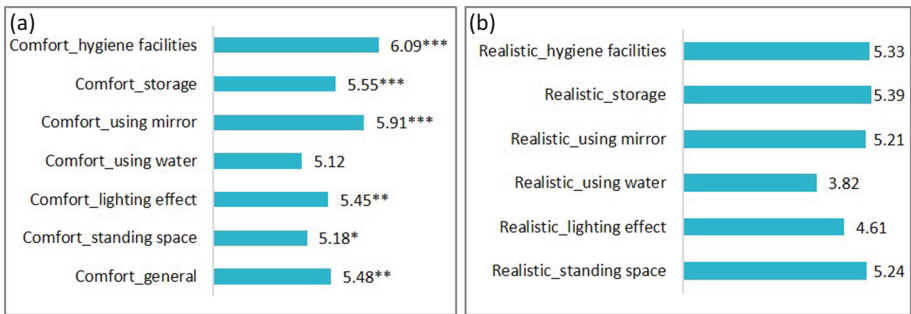 (a)
Comfort_hygiene facilities 6.09***
Comfort_storage 5.55***
Comfort_using mirror 5.91***
Comfort_using water 5.12
Comfort_lighting effect 5.45**
Comfort_standing space 5.18*
Comfort_general 5.48**
(b)
Realistic_hygiene facilities 5.33
Realistic_storage 5.39
Realistic_using mirror 5.21
Realistic_using water 3.82
Realistic_lighting effect 4.61
Realistic_standing space 5.24